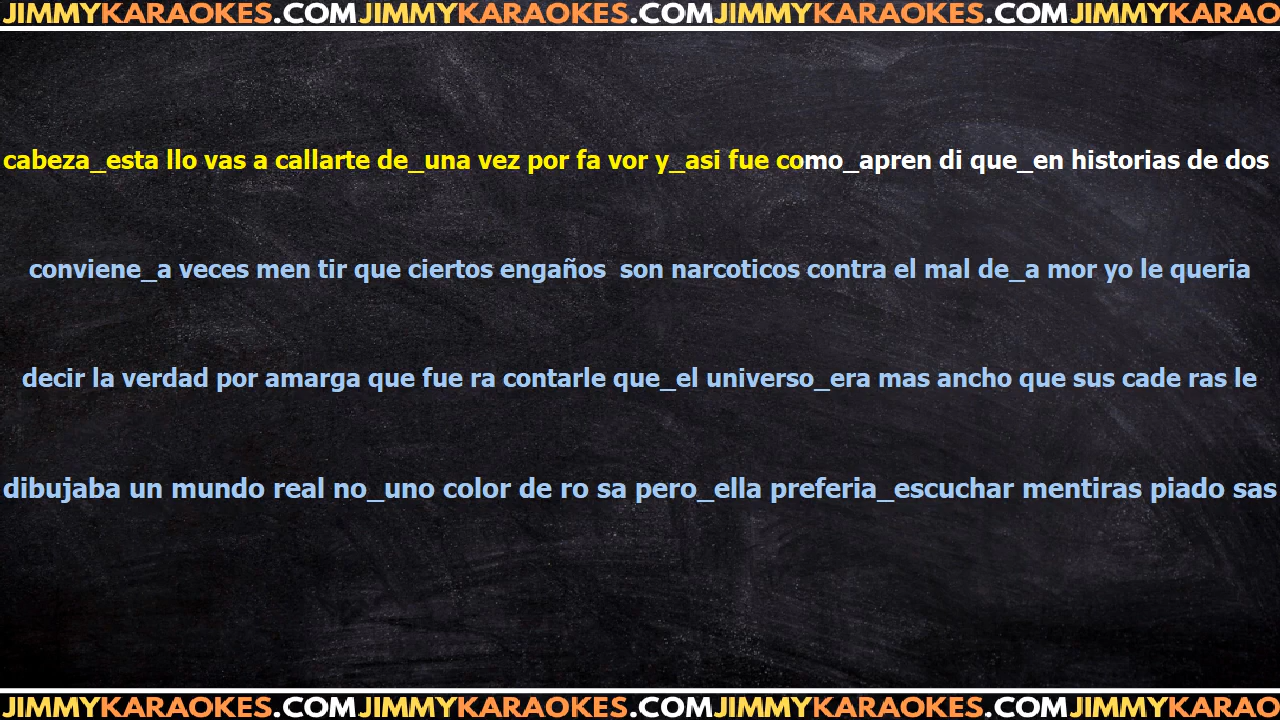 JIMMYKARAOKES.COMJIMMYKARAOKES.COMJIMMYKARAOKES.COMJIMMYKARAO
cabeza_esta llo vas a callarte de_una vez por fa vor y_asi fue como_apren di que_en historias de dos
conviene_a veces men tir que ciertos engaños  son narcoticos contra el mal de_a mor yo le queria
decir la verdad por amarga que fue ra contarle que_el universo_era mas ancho que sus cade ras le
dibujaba un mundo real no_uno color de ro sa pero_ella preferia_escuchar mentiras piado sas
JIMMYKARAOKES.COMJIMMYKARAOKES.COMJIMMYKARAOKES.COMJIMMYKARAO